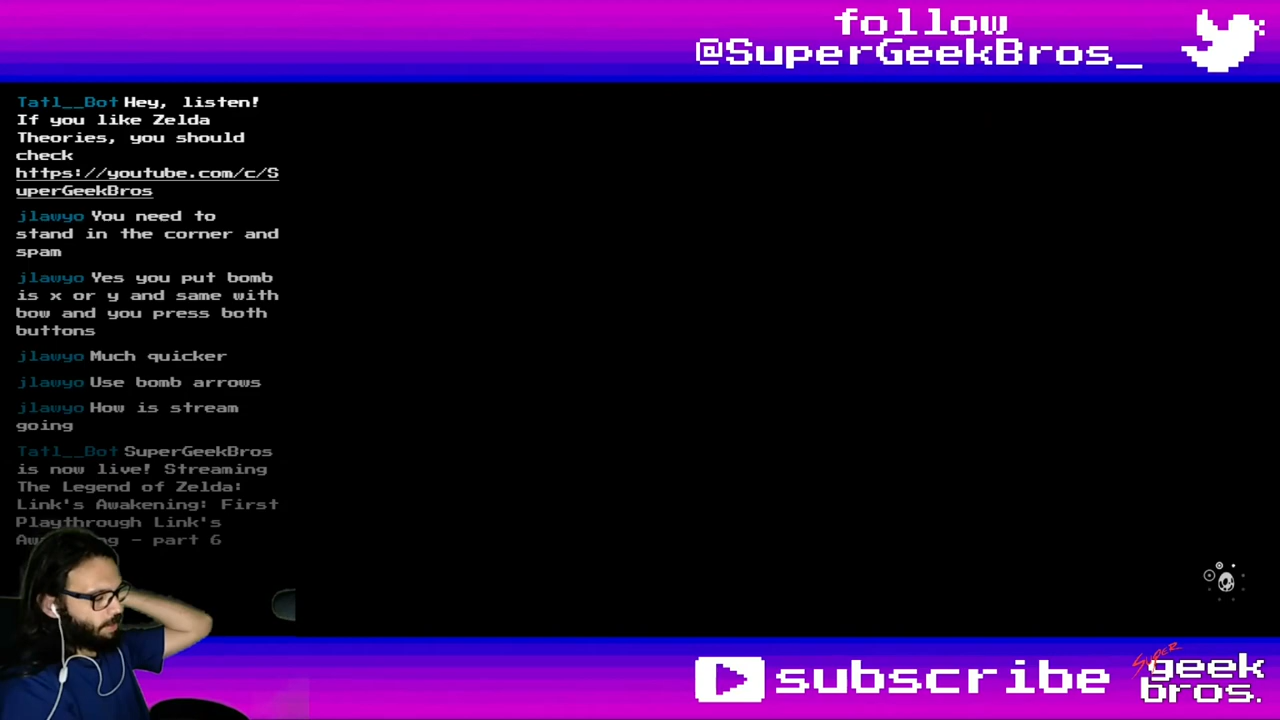 follow
@SuperGeekBros_
Tatl__Bot Hey, listen!
If you like Zelda
Theories, you should
check
https://youtube.com/c/S
uperGeekBros
jlawyo You need to
stand in the corner and
spam
jlawyo Yes you put bomb
is x or y and same with
bow and you press both
buttons
jlawyo Much quicker
jlawyo Use bomb arrows
jlawyo How is stream
going
Tatl__Bot SuperGeekBros
is now live! Streaming
The Legend of Zelda:
Link's Awakening: First
Playthrough Link's
- part 6
subscribe
SUPER
geek
bros.